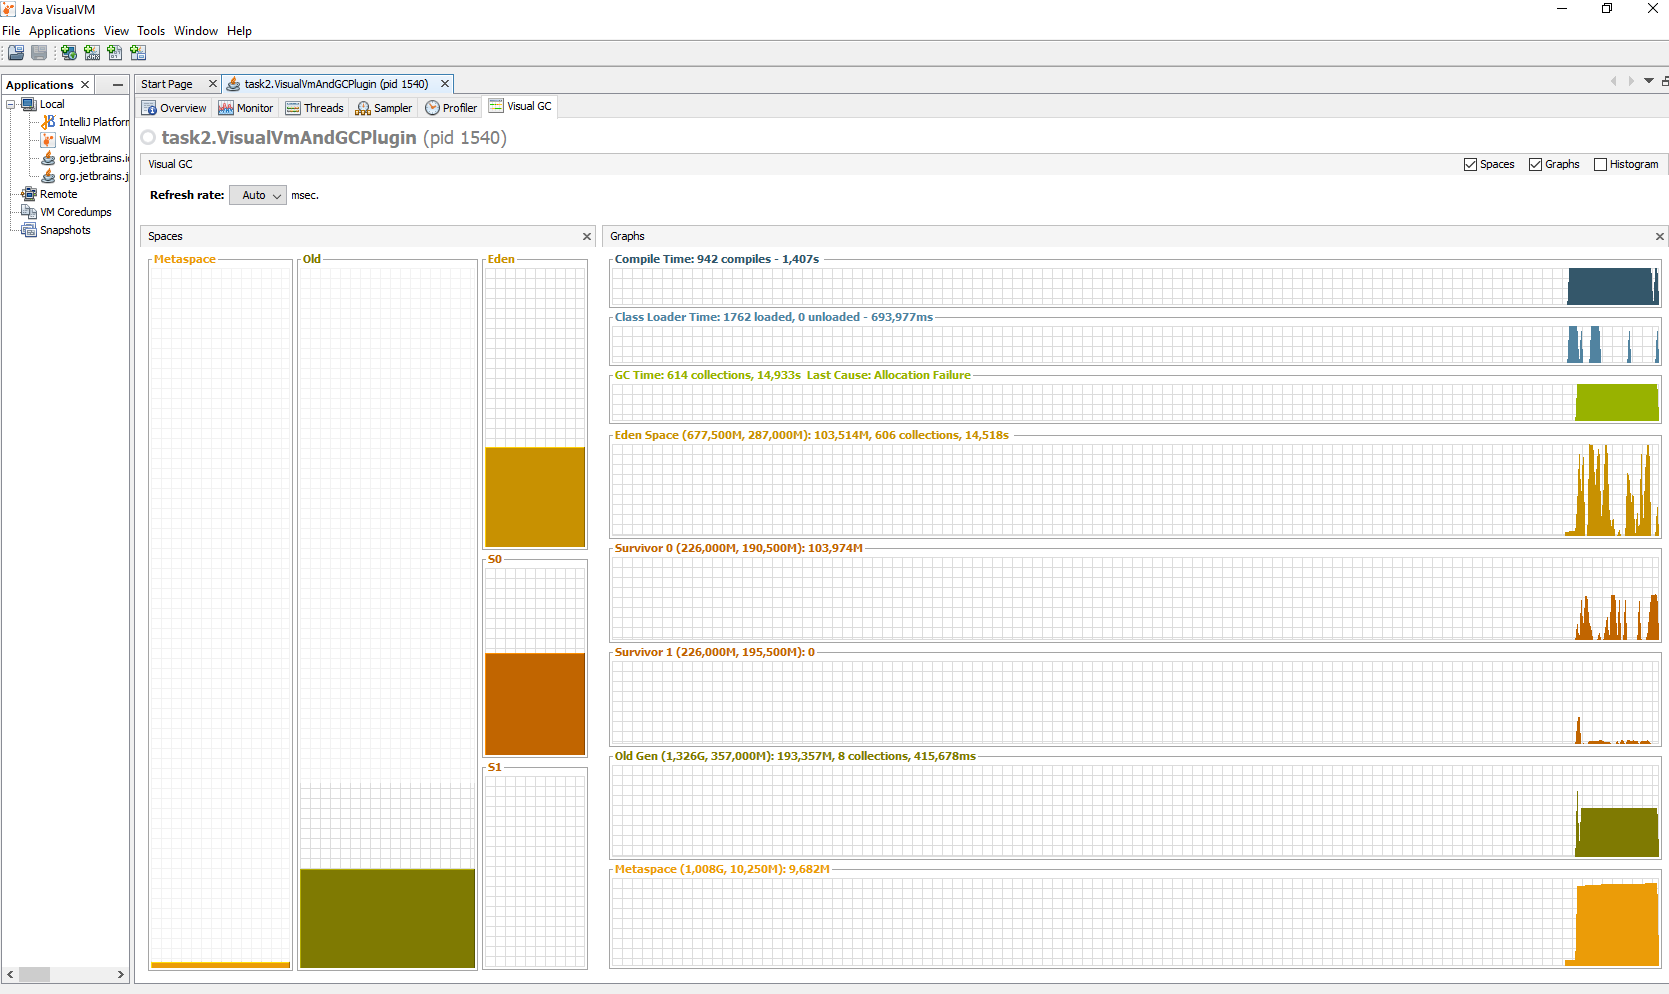 Java VisualVM
File Applications View Tools Window Help
Applications
Local
IntelliJ Platfor
VisualVM
org.jetbrains.i
org.jetbrains.j
Remote
VM Coredumps
Snapshots
Start Page task2.VisualVmAndGCPlugin (pid 1540)
Overview Monitor Threads Sampler Profiler Visual GC
task2.VisualVmAndGCPlugin (pid 1540)
Visual GC Spaces Graphs Histogram
Refresh rate: Auto msec.
Spaces
Metaspace Old Eden
S0
S1
Graphs
Compile Time: 942 compiles - 1,407s
Class Loader Time: 1762 loaded, 0 unloaded - 693,977ms
GC Time: 614 collections, 14,933s Last Cause: Allocation Failure
Eden Space (677,500M, 287,000M): 103,514M, 606 collections, 14,518s
Survivor 0 (226,000M, 190,500M): 103,974M
Survivor 1 (226,000M, 195,500M): 0
Old Gen (1,326G, 357,000M): 193,357M, 8 collections, 415,678ms
Metaspace (1,008G, 10,250M): 9,682M